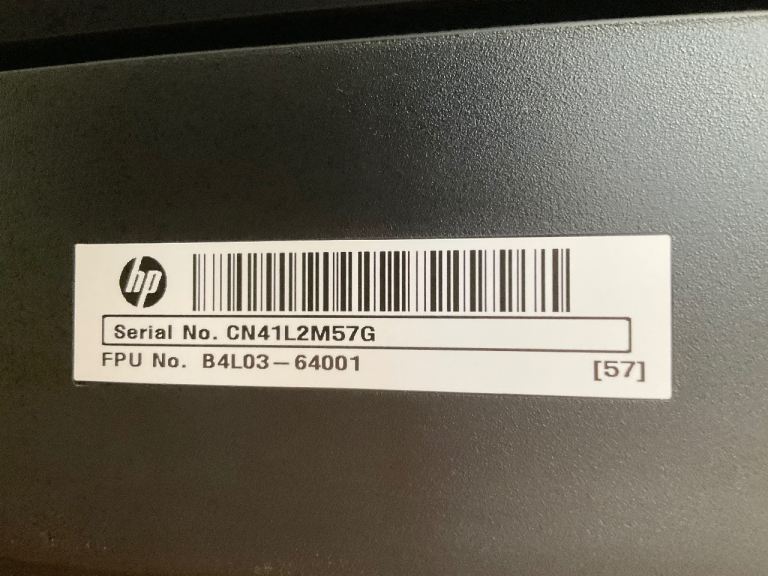 hp
Serial No. CN41L2M57G
FPU No. B4L03-64001
[57]